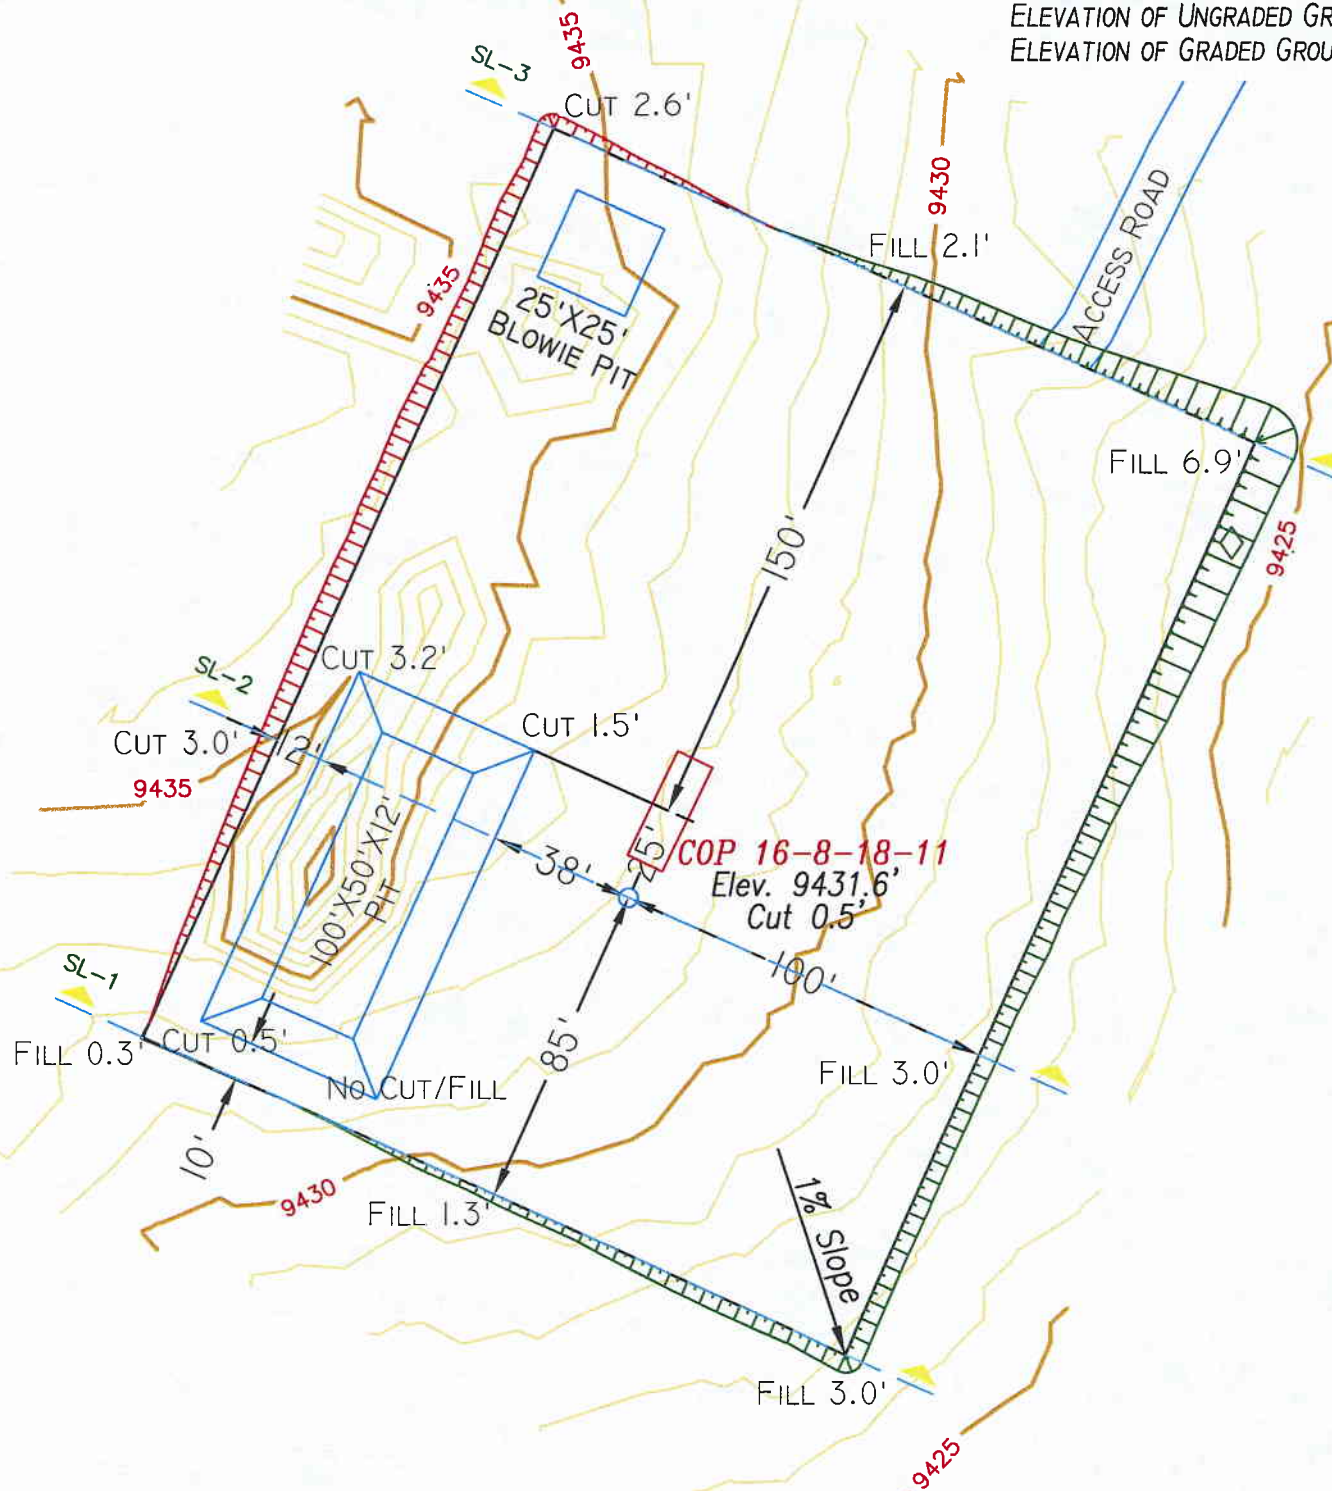 ELEVATION OF UNGRADED
ELEVATION OF GRADED
SL-3
9435
CUT 2.6'
9430
ACCESS ROAD
FILL 2.1'
9435
25'X25'
BLOWIE PIT
FILL 6.9'
9425
150'
SL-2
CUT 3.2'
CUT 1.5'
CUT 3.0'
12'
9435
100'X50'X12'
PIT
38'
25'
COP 16-8-18-11
Elev. 9431.6'
Cut 0.5'
100'
SL-1
FILL 0.3'
CUT 0.5'
NO CUT/FILL
85'
FILL 3.0'
10'
9430
FILL 1.3'
1% Slope
FILL 3.0'
9425